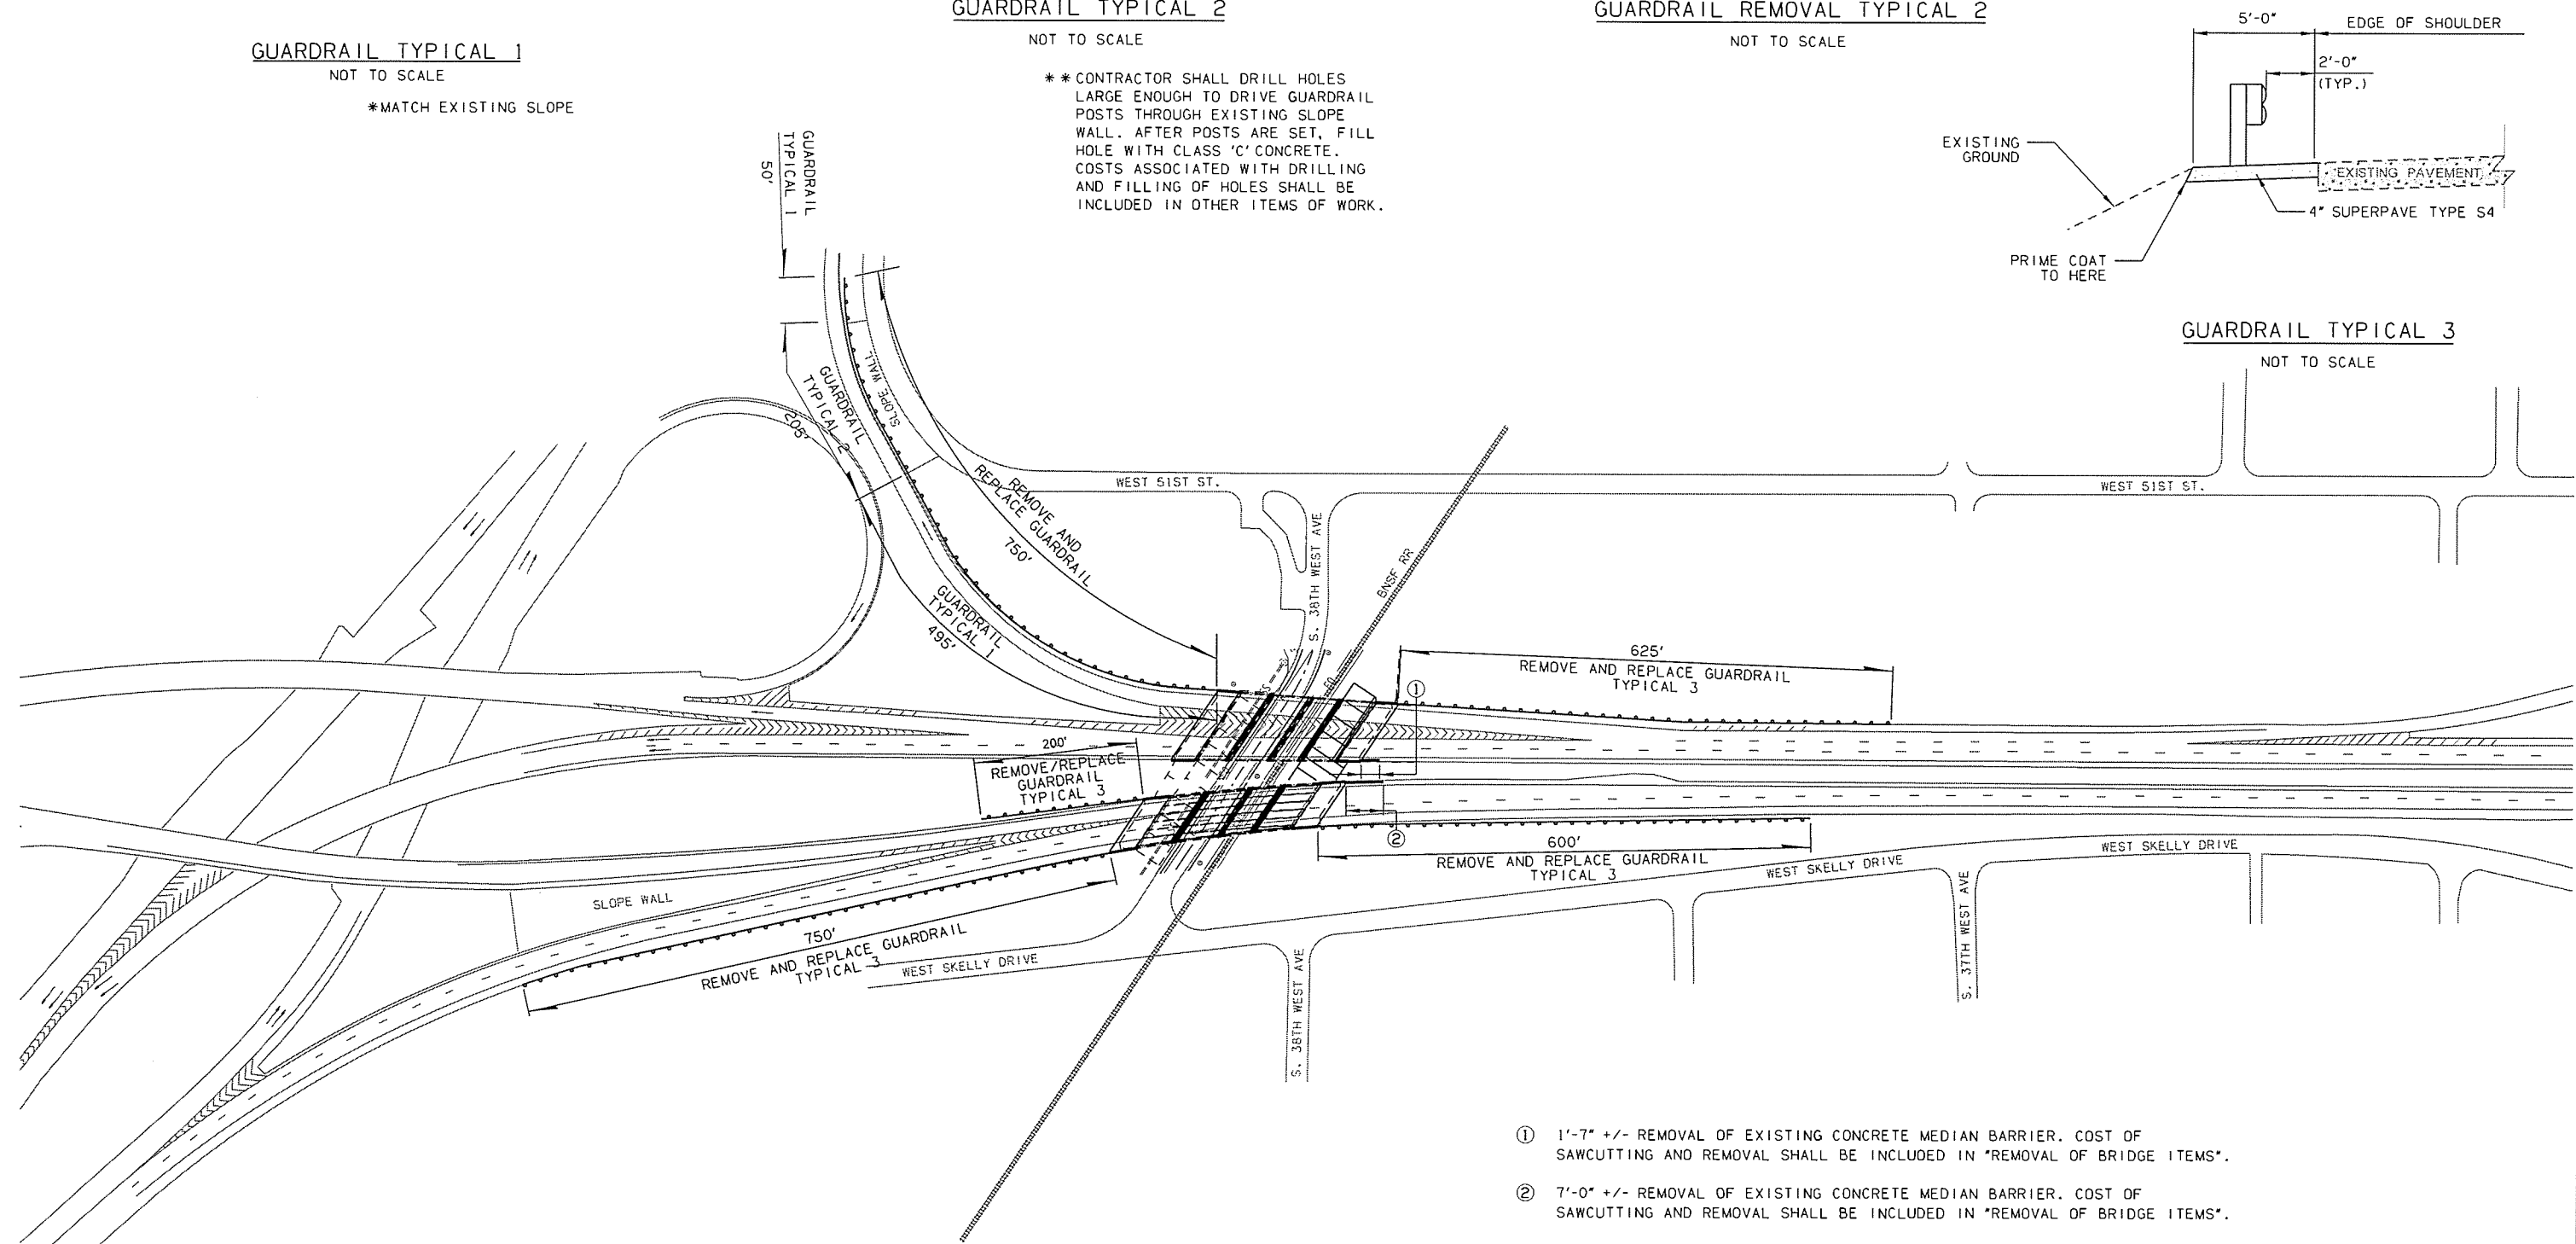 GUARDRAIL TYPICAL 1
NOT TO SCALE
*MATCH EXISTING SLOPE
GUARDRAIL TYPICAL 2
NOT TO SCALE
* * CONTRACTOR SHALL DRILL HOLES
LARGE ENOUGH TO DRIVE GUARDRAIL
POSTS THROUGH EXISTING SLOPE
WALL. AFTER POSTS ARE SET, FILL
HOLE WITH CLASS 'C' CONCRETE.
COSTS ASSOCIATED WITH DRILLING
AND FILLING OF HOLES SHALL BE
INCLUDED IN OTHER ITEMS OF WORK.
GUARDRAIL REMOVAL TYPICAL 2
NOT TO SCALE
5'-0"
EDGE OF SHOULDER
2'-0"
(TYP.)
EXISTING
GROUND
EXISTING PAVEMENT
4" SUPERPAVE TYPE S4
PRIME COAT
TO HERE
GUARDRAIL TYPICAL 3
NOT TO SCALE
GUARDRAIL
TYPICAL 1
50'
GUARDRAIL
TYPICAL 2
205'
SLOPE WALL
REMOVE AND
REPLACE GUARDRAIL
750'
GUARDRAIL
TYPICAL 1
495'
WEST 51ST ST.
WEST 51ST ST.
S. 38TH WEST AVE
BNSF RR
625'
REMOVE AND REPLACE GUARDRAIL
TYPICAL 3
①
200'
REMOVE/REPLACE
GUARDRAIL
TYPICAL 3
②
600'
REMOVE AND REPLACE GUARDRAIL
TYPICAL 3
WEST SKELLY DRIVE
WEST SKELLY DRIVE
SLOPE WALL
750'
REMOVE AND REPLACE GUARDRAIL
TYPICAL 3
WEST SKELLY DRIVE
S. 38TH WEST AVE
S. 37TH WEST AVE
① 1'-7" +/- REMOVAL OF EXISTING CONCRETE MEDIAN BARRIER. COST OF
SAWCUTTING AND REMOVAL SHALL BE INCLUDED IN "REMOVAL OF BRIDGE ITEMS".
② 7'-0" +/- REMOVAL OF EXISTING CONCRETE MEDIAN BARRIER. COST OF
SAWCUTTING AND REMOVAL SHALL BE INCLUDED IN "REMOVAL OF BRIDGE ITEMS".